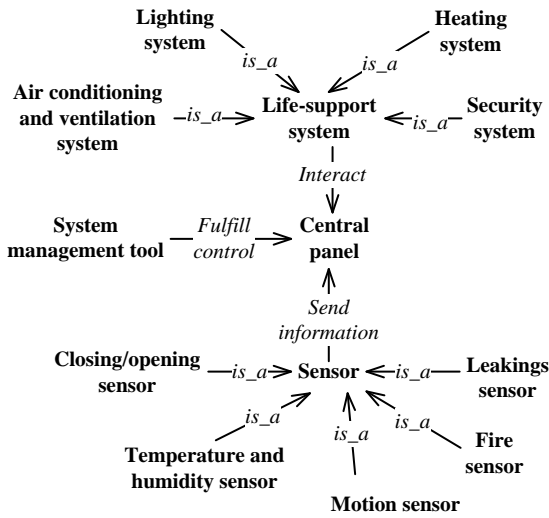 Lighting
system
Heating
system
is_a
is_a
Air conditioning
and ventilation
system
is_a
Life-support
system
is_a
Security
system
Interact
System
management tool
Fulfill
control
Central
panel
Send
information
Closing/opening
sensor
is_a
Sensor
is_a
Leakings
sensor
is_a
is_a
is_a
Temperature and
humidity sensor
Fire
sensor
Motion sensor